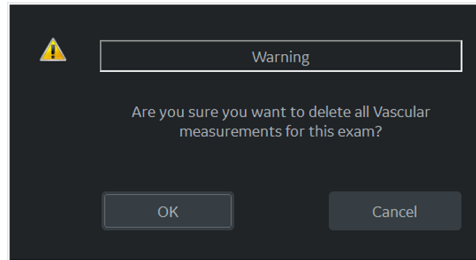 Warning
Are you sure you want to delete all Vascular
measurements for this exam?
OK
Cancel